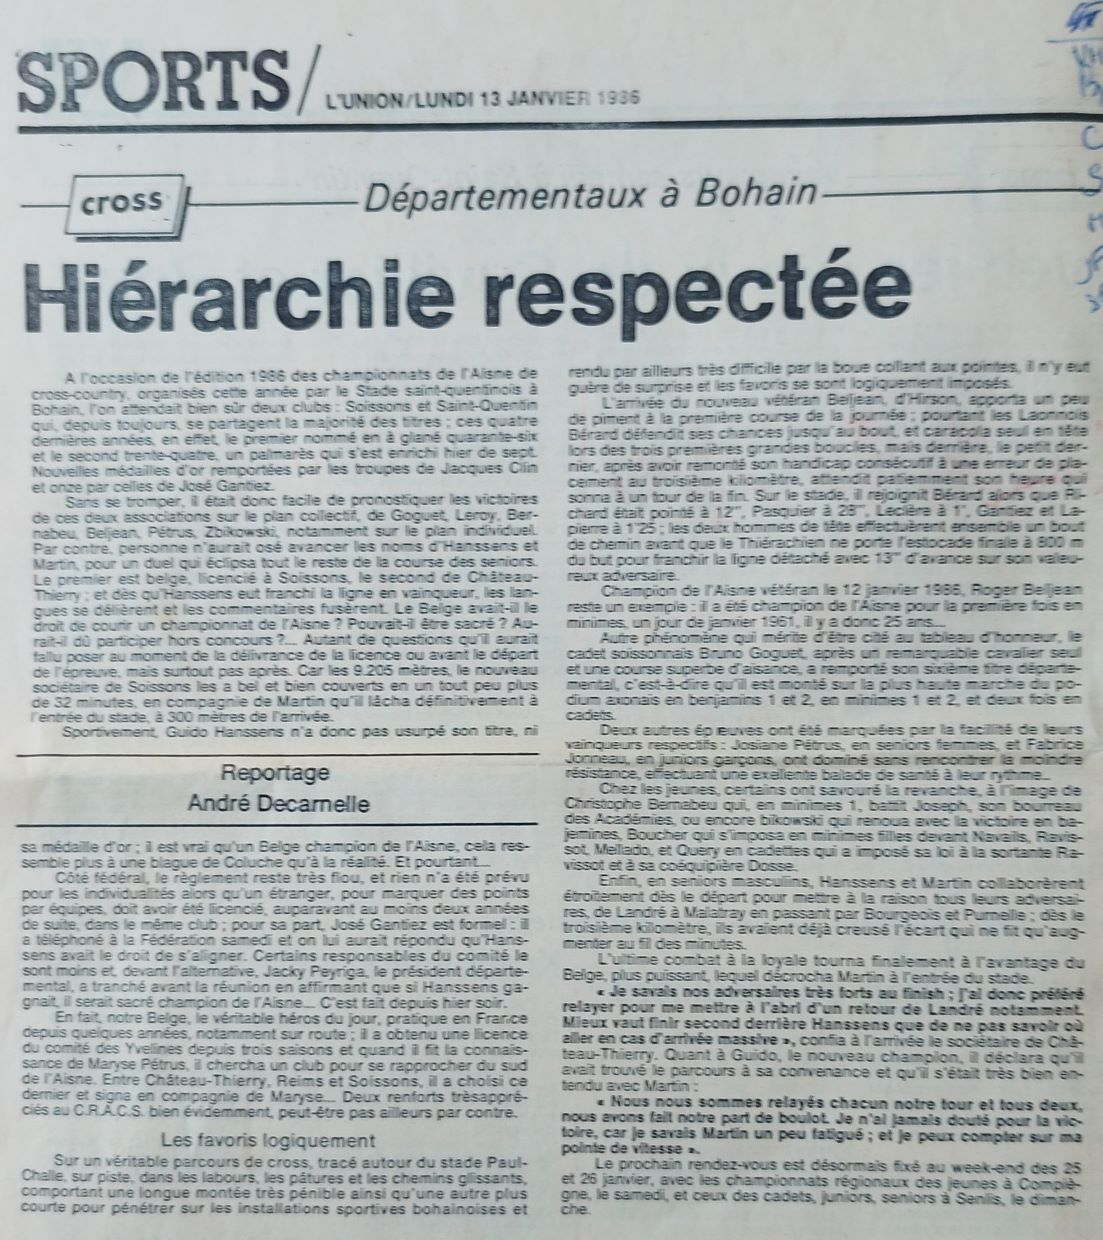 SPORTS/ L'UNION/LUNDI 13 JANVIER 1986
cross
Départementaux à Bohain
Hiérarchie respectée
A l'occasion de l'édition 1986 des championnats de l'Aisne de
cross-country, organisés cette année par le Stade saint-quentinois à
Bohain, l'on attendait bien sûr deux clubs : Soissons et Saint-Quentin
qui, depuis toujours, se partagent la majorité des titres ; ces quatre
dernières années, en effet, le premier nommé en à glané quarante-six
et le second trente-quatre, un palmarès qui s'est enrichi hier de sept.
Nouvelles médailles d'or remportées par les troupes de Jacques Clin
et onze par celles de José Gantiez.
Sans se tromper, il était donc facile de pronostiquer les victoires
de ces deux associations sur le plan collectif, de Goguet, Leroy, Ber-
nabeu, Beljean, Pétrus, Zbikowski, notamment sur le plan individuel.
Par contre, personne n'aurait osé avancer les noms d'Hanssens et
Martin, pour un duel qui éclipsa tout le reste de la course des seniors.
Le premier est belge, licencié à Soissons, le second de Château-
Thierry ; et dès qu'Hanssens eut franchi la ligne en vainqueur, les lan-
gues se délièrent et les commentaires fusèrent. Le Belge avait-il le
droit de courir un championnat de l'Aisne ? Pouvait-il être sacré ? Au-
rait-il dû participer hors concours ?... Autant de questions qu'il aurait
fallu poser au moment de la délivrance de la licence ou avant le départ
de l'épreuve, mais surtout pas après. Car les 9.205 mètres, le nouveau
sociétaire de Soissons les a bel et bien couverts en un tout peu plus
de 32 minutes, en compagnie de Martin qu'il lâcha définitivement à
l'entrée du stade, à 300 mètres de l'arrivée.
Sportivement, Guido Hanssens n'a donc pas usurpé son titre, ni
Reportage
André Decarnelle
sa médaille d'or ; il est vrai qu'un Belge champion de l'Aisne, cela res-
semble plus à une blague de Coluche qu'à la réalité. Et pourtant...
Côté fédéral, le règlement reste très flou, et rien n'a été prévu
pour les individualités alors qu'un étranger, pour marquer des points
par équipes, doit avoir été licencié, auparavant au moins deux années
de suite, dans le même club ; pour sa part, José Gantiez est formel : il
a téléphoné à la Fédération samedi et on lui aurait répondu qu'Hans-
sens avait le droit de s'aligner. Certains responsables du comité le
sont moins et, devant l'alternative, Jacky Peyriga, le président départe-
mental, a tranché avant la réunion en affirmant que si Hanssens ga-
gnait, il serait sacré champion de l'Aisne... C'est fait depuis hier soir.
En fait, notre Belge, le véritable héros du jour, pratique en France
depuis quelques années, notamment sur route ; il a obtenu une licence
du comité des Yvelines depuis trois saisons et quand il fit la connais-
sance de Maryse Pétrus, il chercha un club pour se rapprocher du sud
de l'Aisne. Entre Château-Thierry, Reims et Soissons, il a choisi ce
dernier et signa en compagnie de Maryse... Deux renforts trèsappré-
ciés au C.R.A.C.S. bien évidemment, peut-être pas ailleurs par contre.
Les favoris logiquement
Sur un véritable parcours de cross, tracé autour du stade Paul-
Challe, sur piste, dans les labours, les pâtures et les chemins glissants,
comportant une longue montée très pénible ainsi qu'une autre plus
courte pour pénétrer sur les installations sportives bohainoises et
rendu par ailleurs très difficile par la boue collant aux pointes, il n'y eut
guère de surprise et les favoris se sont logiquement imposés.
L'arrivée du nouveau vétéran Beljean, d'Hirson, apporta un peu
de piment à la première course de la journée ; pourtant les Laonnois
Bérard défendit ses chances jusqu'au bout, et caracola seul en tête
lors des trois premières grandes boucles, mais derrière, le petit der-
nier, après avoir remonté son handicap consécutif à une erreur de pla-
cement au troisième kilomètre, attendit patiemment son heure qui
sonna à un tour de la fin. Sur le stade, il rejoignit Bérard alors que Ri-
chard était pointé à 12", Pasquier à 28", Leclère à 1', Gantiez et La-
pierre à 1'25 ; les deux hommes de tête effectuèrent ensemble un bout
de chemin avant que le Thiérachien ne porte l'estocade finale à 800 m
du but pour franchir la ligne détaché avec 13" d'avance sur son valeu-
reux adversaire.
Champion de l'Aisne vétéran le 12 janvier 1986, Roger Beljean
reste un exemple : il a été champion de l'Aisne pour la première fois en
minimes, un jour de janvier 1961, il y a donc 25 ans...
Autre phénomène qui mérite d'être cité au tableau d'honneur, le
cadet soissonnais Bruno Goguet, après un remarquable cavalier seul
et une course superbe d'aisance, a remporté son sixième titre départe-
mental, c'est-à-dire qu'il est monté sur la plus haute marche du po-
dium axonais en benjamins 1 et 2, en minimes 1 et 2, et deux fois en
cadets.
Deux autres épreuves ont été marquées par la facilité de leurs
vainqueurs respectifs : Josiane Pétrus, en seniors femmes, et Fabrice
Jonneau, en juniors garçons, ont dominé sans rencontrer la moindre
résistance, effectuant une exellente balade de santé à leur rythme...
Chez les jeunes, certains ont savouré la revanche, à l'image de
Christophe Bernabeu qui, en minimes 1, battit Joseph, son bourreau
des Académies, ou encore bikowski qui renoua avec la victoire en be-
jemines, Boucher qui s'imposa en minimes filles devant Navails, Ravis-
sot, Mellado, et Query en cadettes qui a imposé sa loi à la sortante Ra-
vissot et à sa coéquipière Dosse.
Enfin, en seniors masculins, Hanssens et Martin collaborèrent
étroitement dès le départ pour mettre à la raison tous leurs adversai-
res, de Landré à Malatray en passant par Bourgeois et Purnelle ; dès le
troisième kilomètre, ils avaient déjà creusé l'écart qui ne fit qu'aug-
menter au fil des minutes.
L'ultime combat à la loyale tourna finalement à l'avantage du
Belge, plus puissant, lequel décrocha Martin à l'entrée du stade.
« Je savais nos adversaires très forts au finish ; j'ai donc préféré
relayer pour me mettre à l'abri d'un retour de Landré notamment.
Mieux vaut finir second derrière Hanssens que de ne pas savoir où
aller en cas d'arrivée massive », confia à l'arrivée le sociétaire de Châ-
teau-Thierry. Quant à Guido, le nouveau champion, il déclara qu'il
avait trouvé le parcours à sa convenance et qu'il s'était très bien en-
tendu avec Martin :
« Nous nous sommes relayés chacun notre tour et tous deux,
nous avons fait notre part de boulot. Je n'ai jamais douté pour la vic-
toire, car je savais Martin un peu fatigué ; et je peux compter sur ma
pointe de vitesse ».
Le prochain rendez-vous est désormais fixé au week-end des 25
et 26 janvier, avec les championnats régionaux des jeunes à Compiè-
gne, le samedi, et ceux des cadets, juniors, seniors à Senlis, le diman-
che.